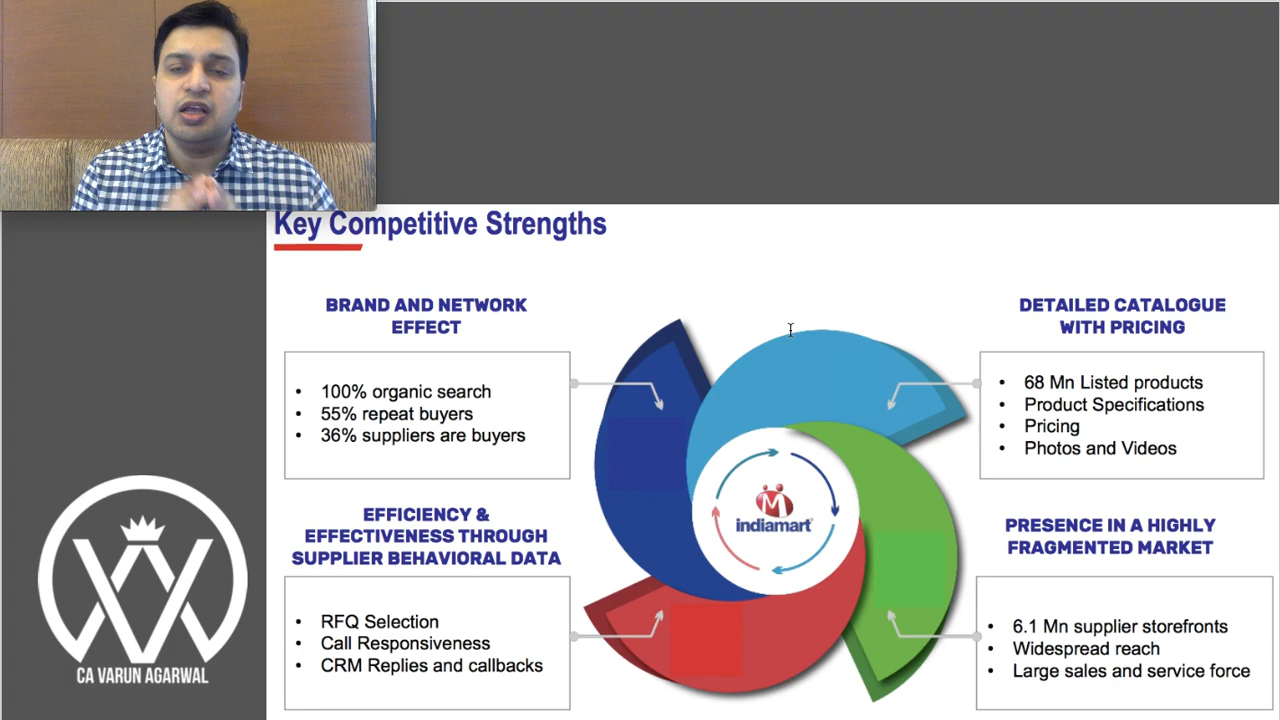 Key Competitive Strengths
BRAND AND NETWORK
EFFECT
• 100% organic search
• 55% repeat buyers
• 36% suppliers are buyers
DETAILED CATALOGUE
WITH PRICING
• 68 Mn Listed products
• Product Specifications
• Pricing
• Photos and Videos
EFFICIENCY &
EFFECTIVENESS THROUGH
SUPPLIER BEHAVIORAL DATA
• RFQ Selection
• Call Responsiveness
• CRM Replies and callbacks
PRESENCE IN A HIGHLY
FRAGMENTED MARKET
• 6.1 Mn supplier storefronts
• Widespread reach
• Large sales and service force
M
indiamart
CA VARUN AGARWAL